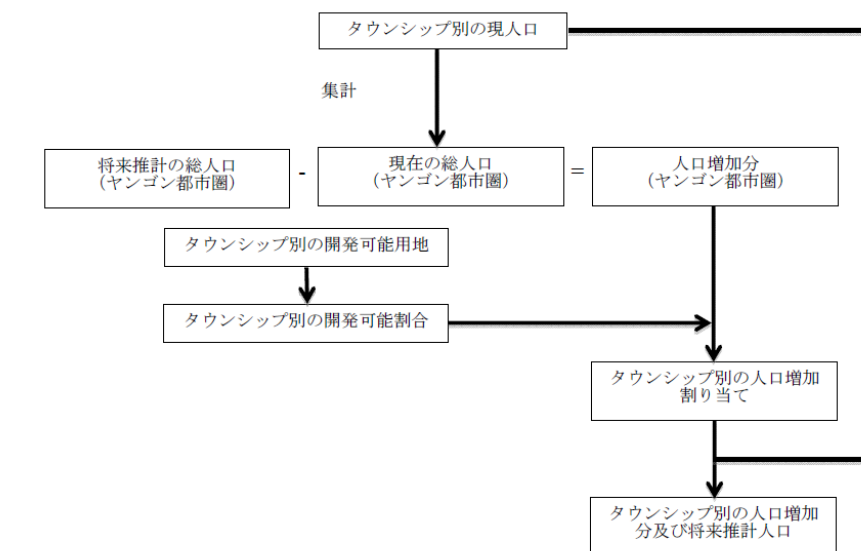 タウンシップ別の現人口
集計
将来推計の総人口
（ヤンゴン都市圏）
-
現在の総人口
（ヤンゴン都市圏）
=
人口増加分
（ヤンゴン都市圏）
タウンシップ別の開発可能用地
タウンシップ別の開発可能割合
タウンシップ別の人口増加
割り当て
タウンシップ別の人口増加
分及び将来推計人口